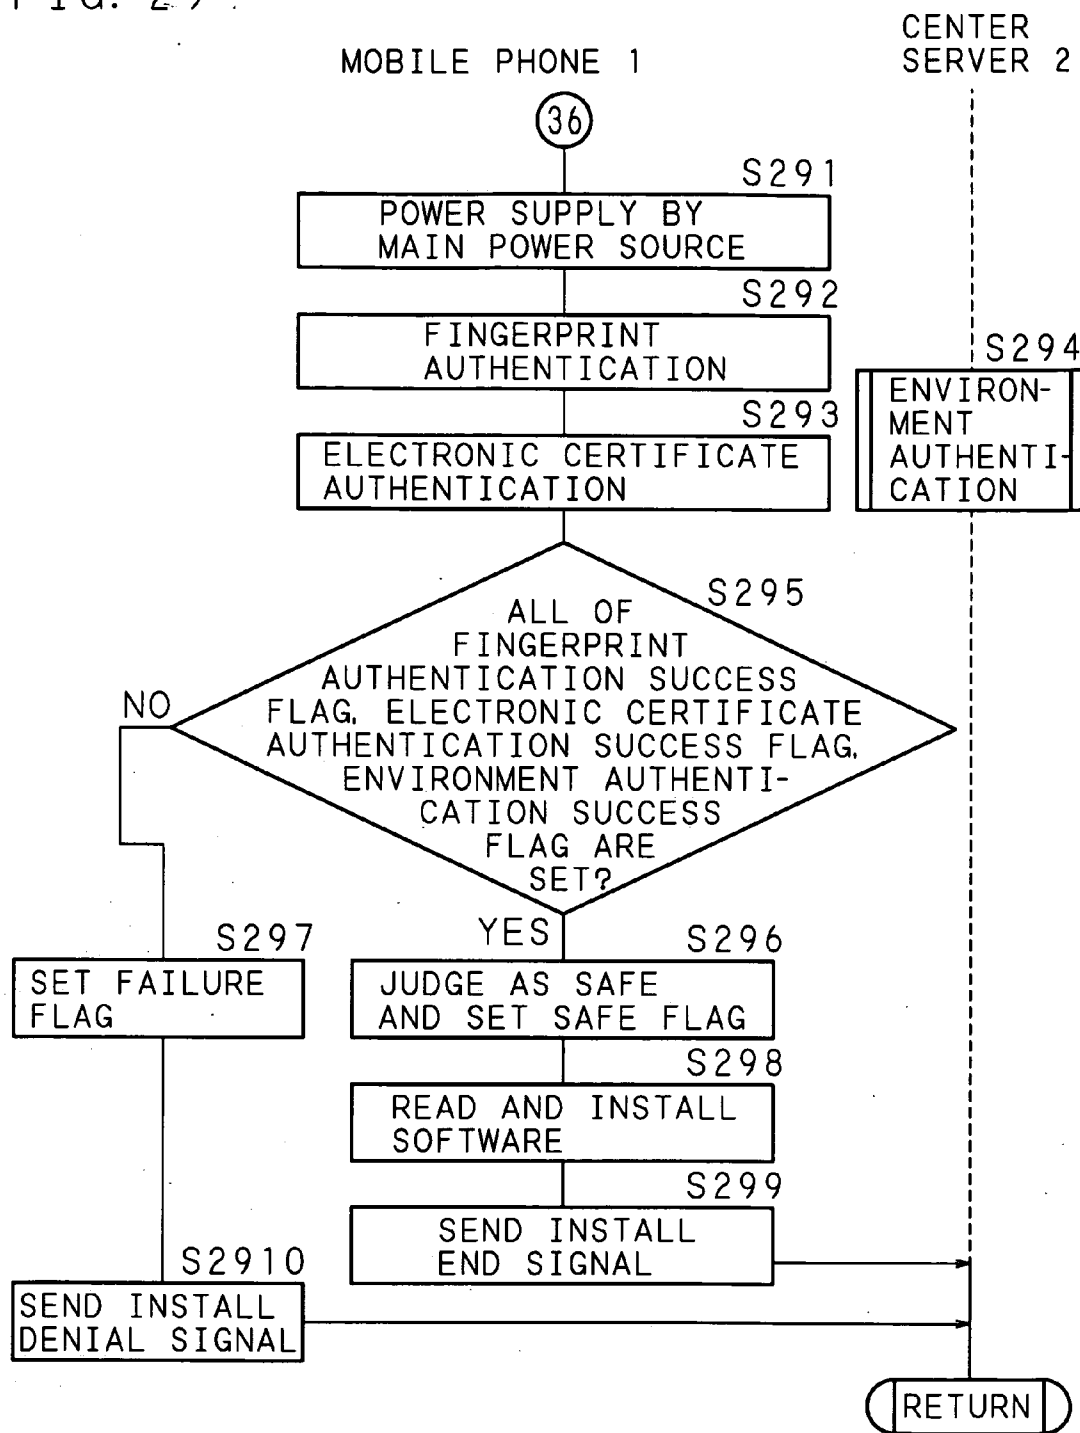 FIG. 29
CENTER
SERVER 2
MOBILE PHONE 1
36
S291
POWER SUPPLY BY
MAIN POWER SOURCE
S292
FINGERPRINT
AUTHENTICATION
S294
ENVIRON-
MENT
AUTHENTI-
CATION
S293
ELECTRONIC CERTIFICATE
AUTHENTICATION
S295
ALL OF
FINGERPRINT
AUTHENTICATION SUCCESS
FLAG, ELECTRONIC CERTIFICATE
AUTHENTICATION SUCCESS FLAG,
ENVIRONMENT AUTHENTI-
CATION SUCCESS
FLAG ARE
SET?
NO
YES
S297
SET FAILURE
FLAG
S296
JUDGE AS SAFE
AND SET SAFE FLAG
S298
READ AND INSTALL
SOFTWARE
S299
SEND INSTALL
END SIGNAL
S2910
SEND INSTALL
DENIAL SIGNAL
RETURN